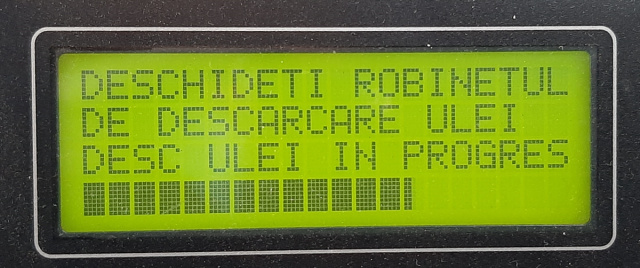 DESCHIDETI ROBINETUL
DE DESCARCARE ULEI
DESC ULEI IN PROGRES